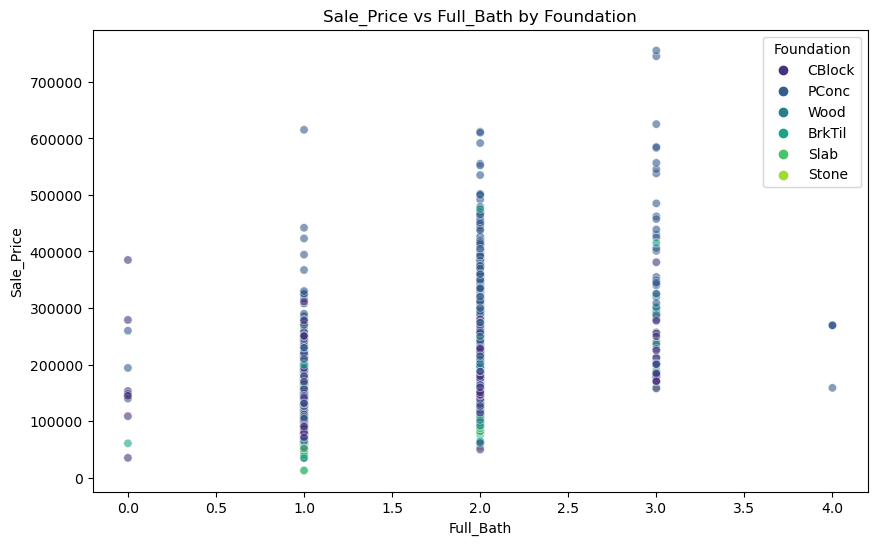 Sale_Price vs Full_Bath by Foundation
Foundation
CBlock
PConc
Wood
BrkTil
Slab
Stone
Sale_Price
700000
600000
500000
400000
300000
200000
100000
0
0.0 0.5 1.0 1.5 2.0 2.5 3.0 3.5 4.0
Full_Bath